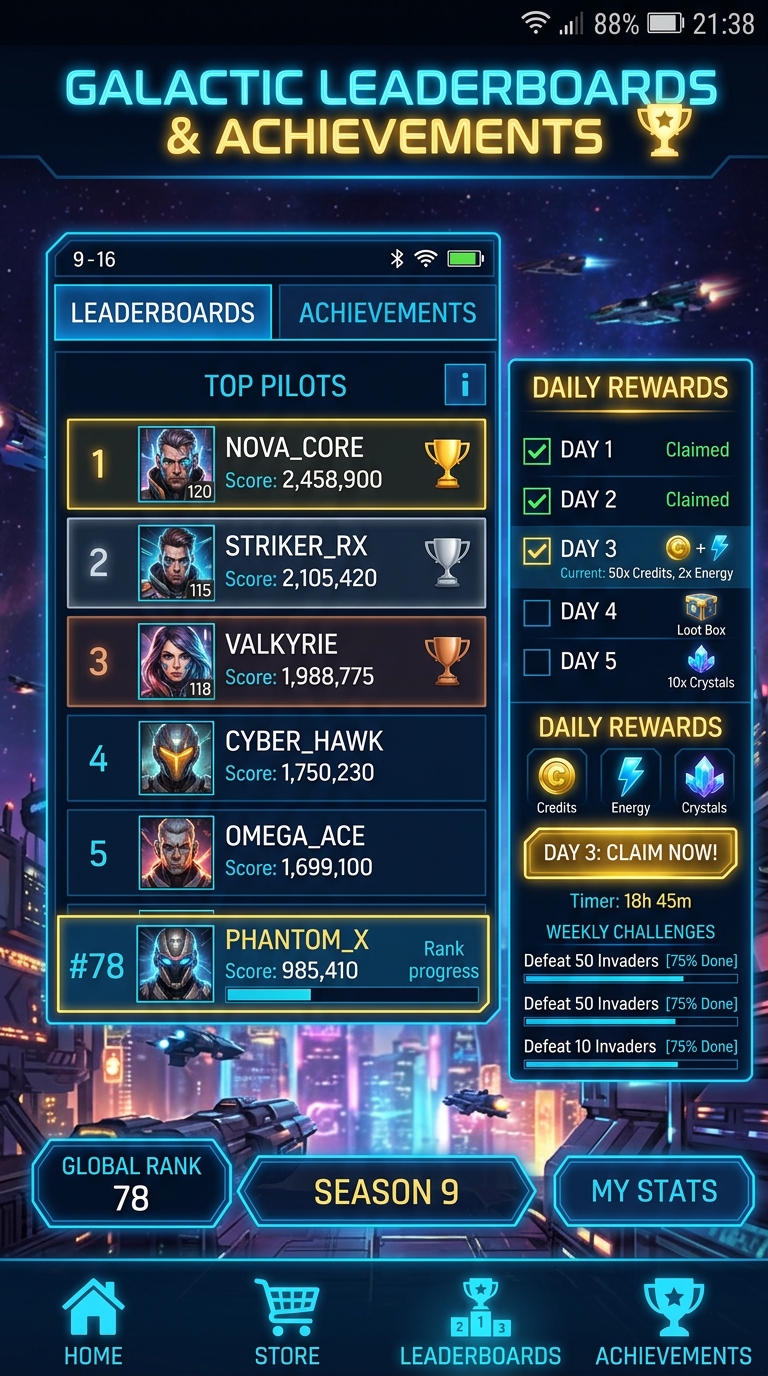 88% 21:38
GALACTIC LEADERBOARDS
& ACHIEVEMENTS
9-16
LEADERBOARDS ACHIEVEMENTS
TOP PILOTS i
1 120 NOVA_CORE
Score: 2,458,900
2 115 STRIKER_RX
Score: 2,105,420
3 118 VALKYRIE
Score: 1,988,775
4 CYBER_HAWK
Score: 1,750,230
5 OMEGA_ACE
Score: 1,699,100
#78 PHANTOM_X
Score: 985,410
Rank
progress
DAILY REWARDS
DAY 1 Claimed
DAY 2 Claimed
DAY 3 C +
Current: 50x Credits, 2x Energy
DAY 4
Loot Box
DAY 5
10x Crystals
DAILY REWARDS
C
Credits Energy Crystals
DAY 3: CLAIM NOW!
Timer: 18h 45m
WEEKLY CHALLENGES
Defeat 50 Invaders [75% Done]
Defeat 50 Invaders [75% Done]
Defeat 10 Invaders [75% Done]
GLOBAL RANK
78
SEASON 9
MY STATS
2 1 3
HOME STORE LEADERBOARDS ACHIEVEMENTS